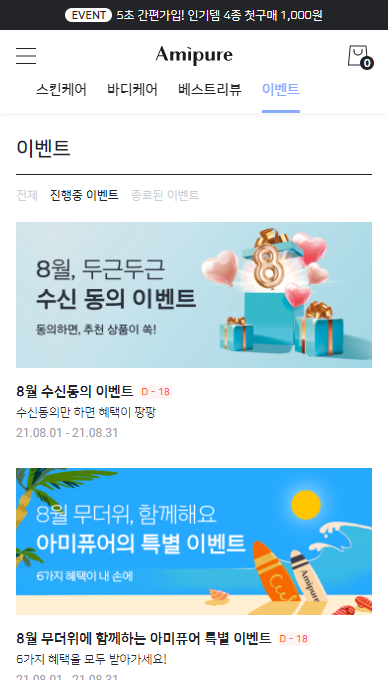 EVENT 5초 간편가입! 인기템 4종 첫구매 1,000원
Amipure
0
스킨케어 바디케어 베스트리뷰 이벤트
이벤트
전체 진행중 이벤트 종료된 이벤트
8월, 두근두근
수신 동의 이벤트
동의하면, 추천 상품이 쏙!
8
8월 수신동의 이벤트 D - 18
수신동의만 하면 혜택이 팡팡
21.08.01 - 21.08.31
8월 무더위, 함께해요
아미퓨어의 특별 이벤트
6가지 혜택이 내 손에
Amipure
8월 무더위에 함께하는 아미퓨어 특별 이벤트 D - 18
6가지 혜택을 모두 받아가세요!
21.08.01 - 21.08.31